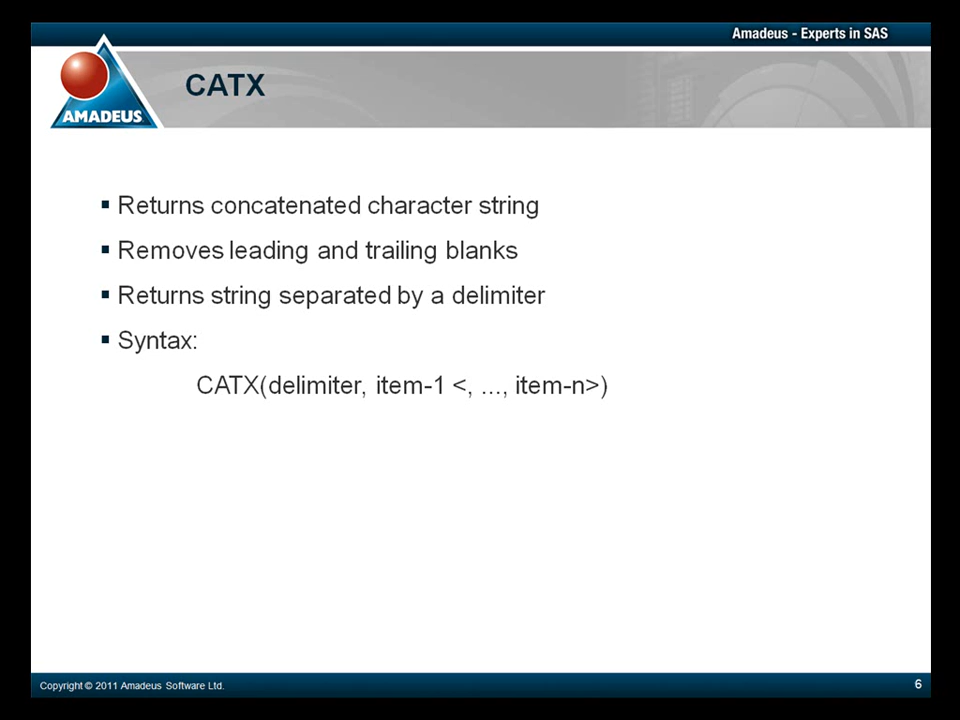 Amadeus - Experts in SAS
CATX
AMADEUS
▪ Returns concatenated character string
▪ Removes leading and trailing blanks
▪ Returns string separated by a delimiter
▪ Syntax:
CATX(delimiter, item-1 <, ..., item-n>)
Copyright © 2011 Amadeus Software Ltd.
6